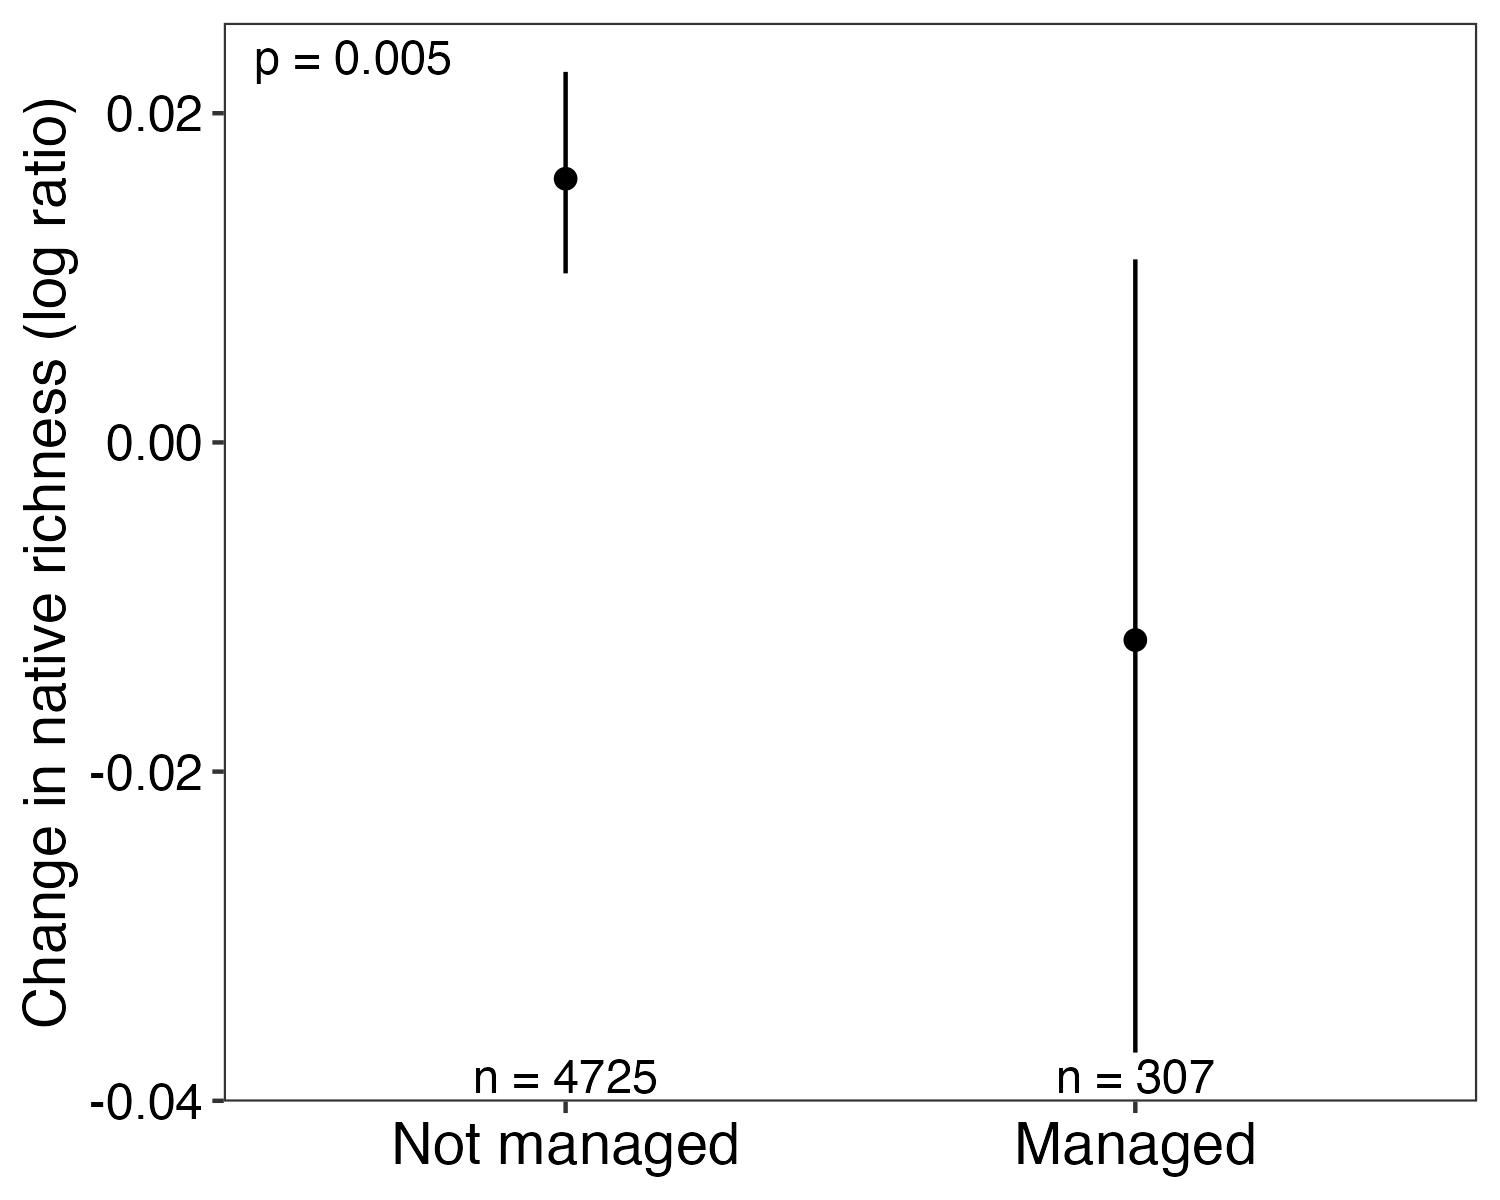 p = 0.005
Change in native richness (log ratio)
0.02
0.00
-0.02
-0.04
n = 4725
n = 307
Not managed
Managed